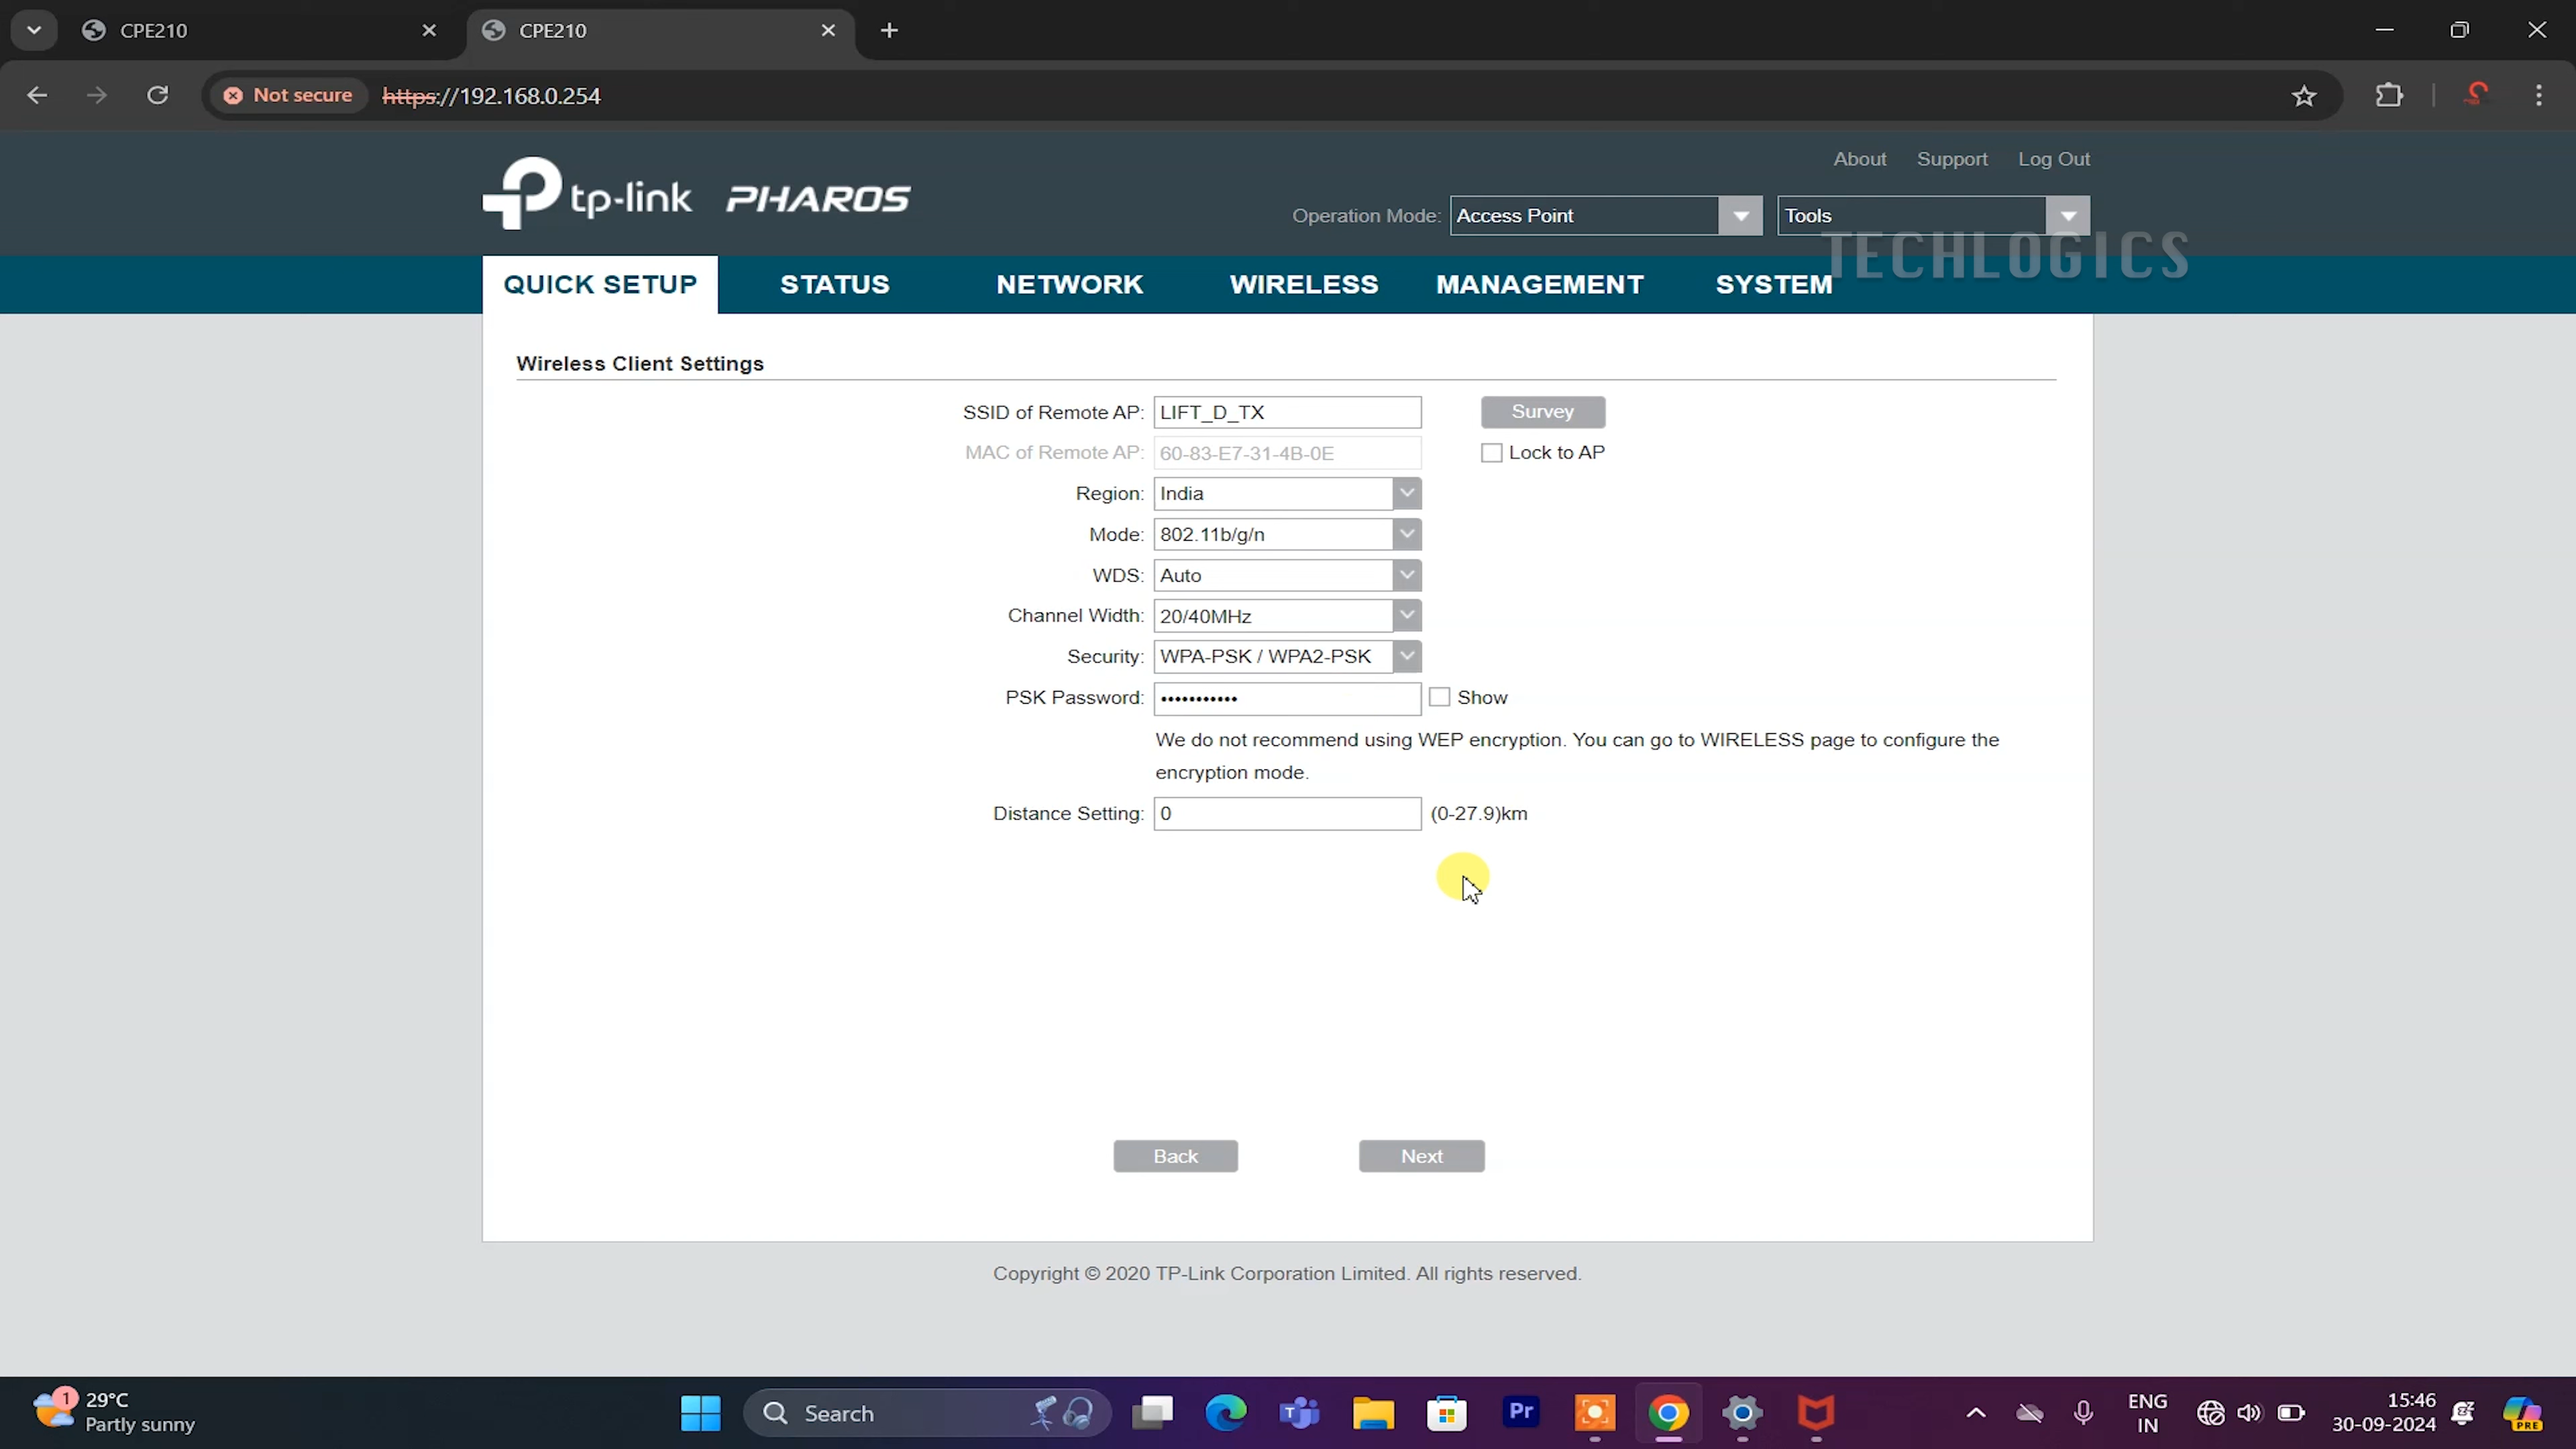 CPE210
CPE210
Not secure
https://192.168.0.254
About Support Log Out
tp-link PHAROS
Operation Mode: Access Point Tools
TECHLOGICS
QUICK SETUP STATUS NETWORK WIRELESS MANAGEMENT SYSTEM
Wireless Client Settings
SSID of Remote AP: LIFT_D_TX Survey
MAC of Remote AP: 60-83-E7-31-4B-0E Lock to AP
Region: India
Mode: 802.11b/g/n
WDS: Auto
Channel Width: 20/40MHz
Security: WPA-PSK / WPA2-PSK
PSK Password: ••••••••••• Show
We do not recommend using WEP encryption. You can go to WIRELESS page to configure the
encryption mode.
Distance Setting: 0 (0-27.9)km
Back Next
Copyright © 2020 TP-Link Corporation Limited. All rights reserved.
1
29°C
Partly sunny
Search
T
Pr
ENG
IN
15:46
30-09-2024
PRE